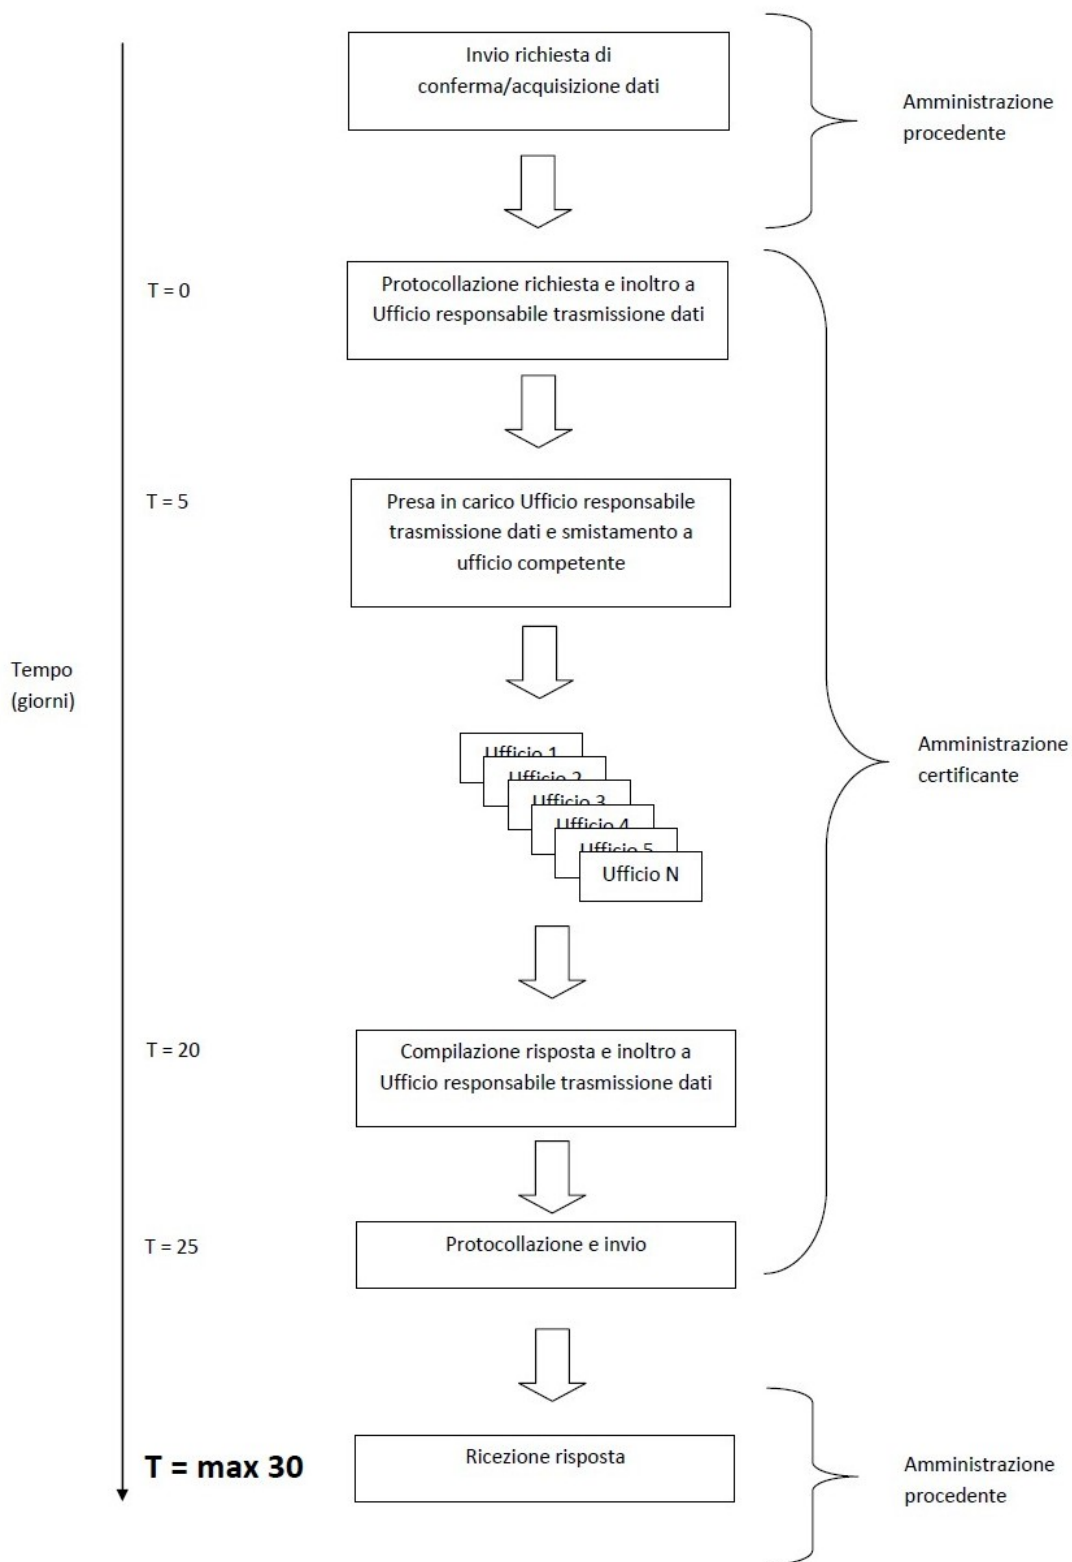 Invio richiesta di
conferma/acquisizione dati
Amministrazione
procedente
T = 0
Protocollazione richiesta e inoltro a
Ufficio responsabile trasmissione dati
T = 5
Presa in carico Ufficio responsabile
trasmissione dati e smistamento a
ufficio competente
Tempo
(giorni)
Ufficio 1
Ufficio 2
Ufficio 3
Ufficio 4
Ufficio 5
Ufficio N
Amministrazione
certificante
T = 20
Compilazione risposta e inoltro a
Ufficio responsabile trasmissione dati
T = 25
Protocollazione e invio
T = max 30
Ricezione risposta
Amministrazione
procedente